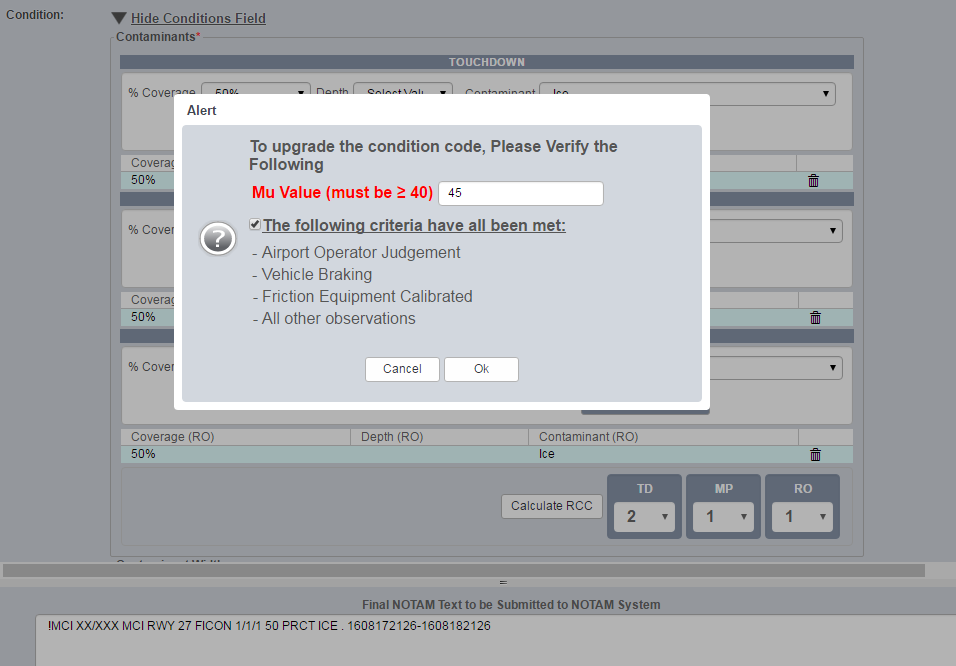 Condition:
Hide Conditions Field
Contaminants*
TOUCHDOWN
% Coverage 50% Depth Select Valu Contaminant Ice
Alert
To upgrade the condition code, Please Verify the
Following
Mu Value (must be ≥ 40) 45
The following criteria have all been met:
- Airport Operator Judgement
- Vehicle Braking
- Friction Equipment Calibrated
- All other observations
Cancel Ok
Coverag
50%
% Cover
Coverag
50%
% Cover
Coverage (RO) Depth (RO) Contaminant (RO)
50% Ice
Calculate RCC
TD MP RO
2 1 1
Final NOTAM Text to be Submitted to NOTAM System
!MCI XX/XXX MCI RWY 27 FICON 1/1/1 50 PRCT ICE . 1608172126-1608182126